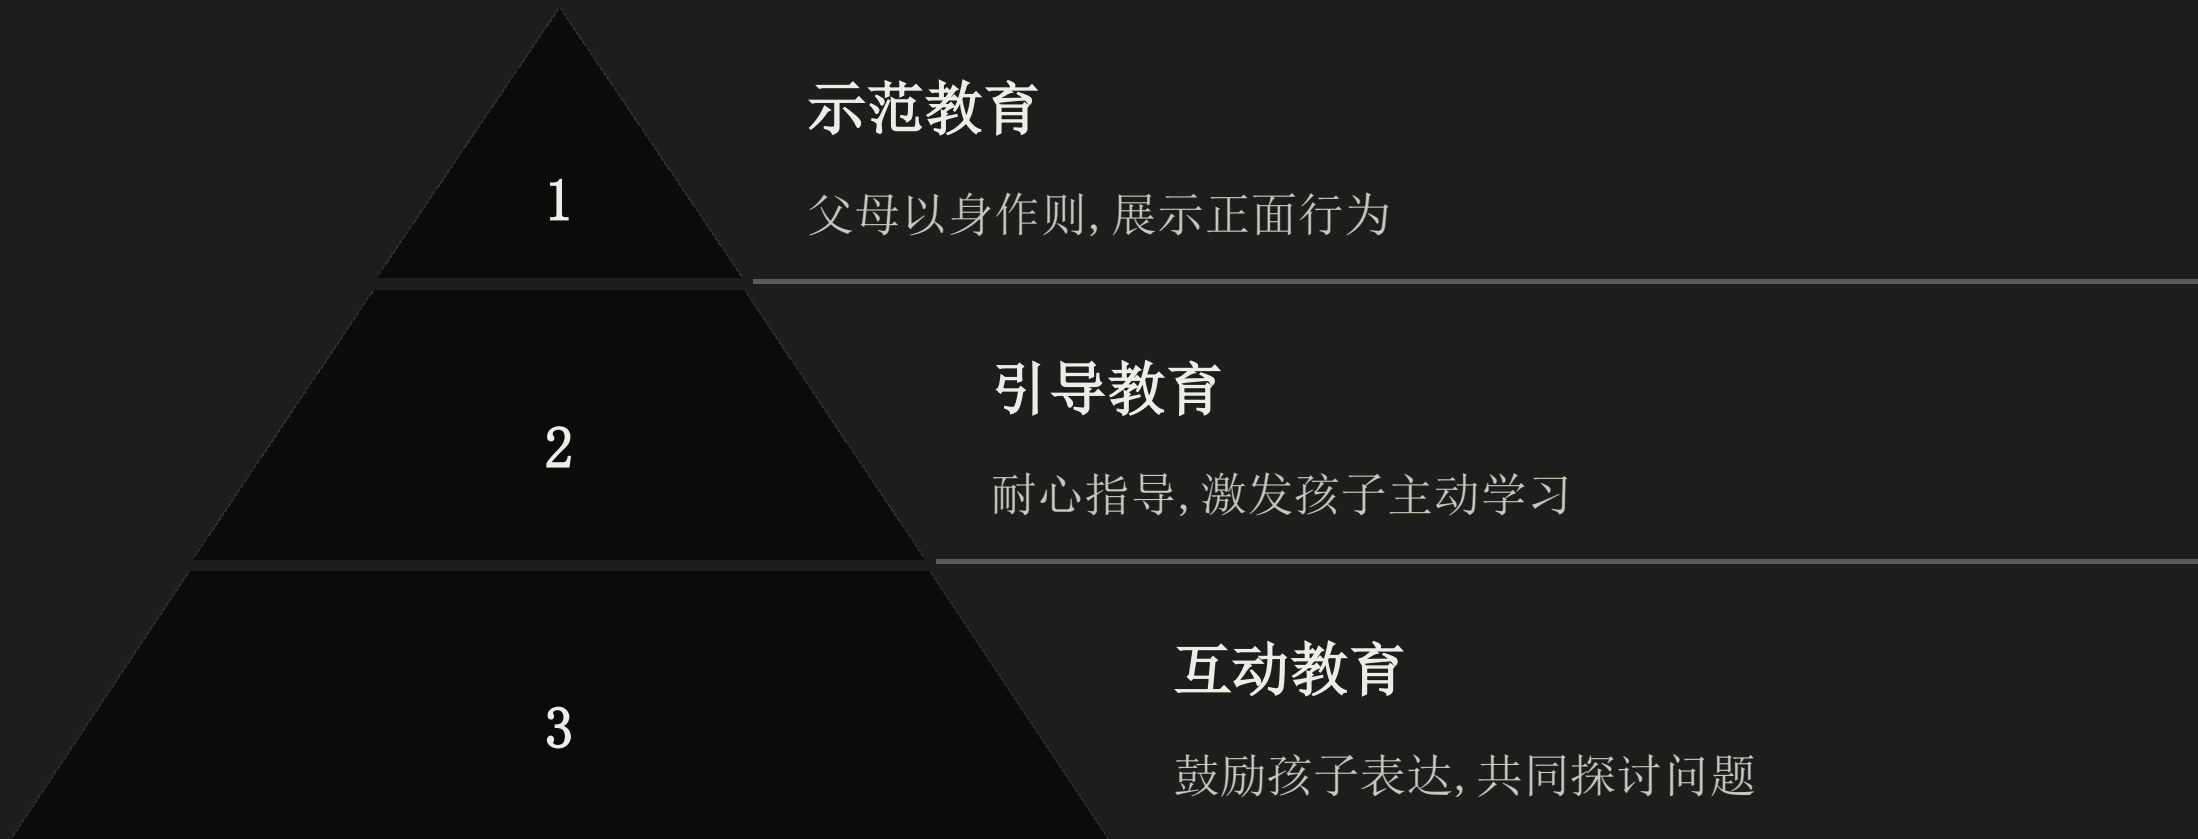 1
示范教育
父母以身作则,展示正面行为
2
引导教育
耐心指导,激发孩子主动学习
3
互动教育
鼓励孩子表达,共同探讨问题